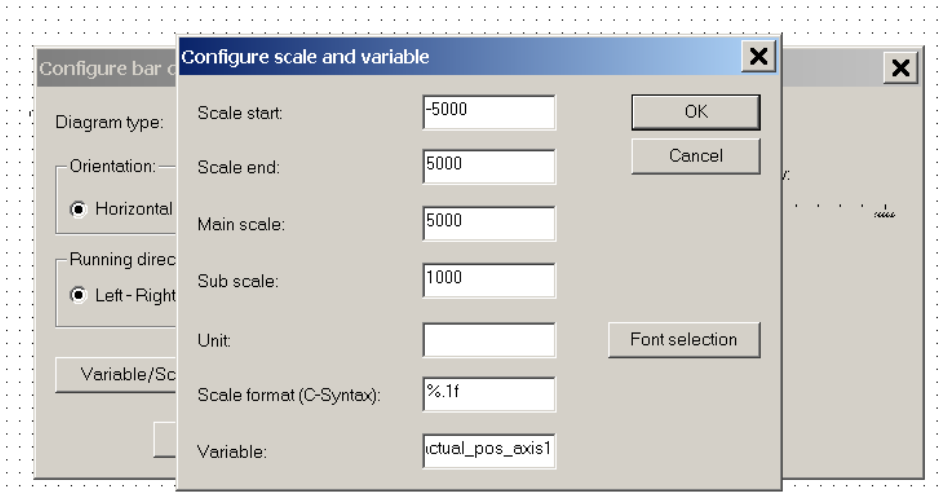 Configure scale and variable
Configure bar
Scale start: -5000
OK
Diagram type:
Cancel
Orientation:
Scale end: 5000
Horizontal
Main scale: 5000
Running direc
Sub scale: 1000
Left - Right
Unit:
Font selection
Variable/Sc
Scale format (C-Syntax): %.1f
Variable: ctual_pos_axis1